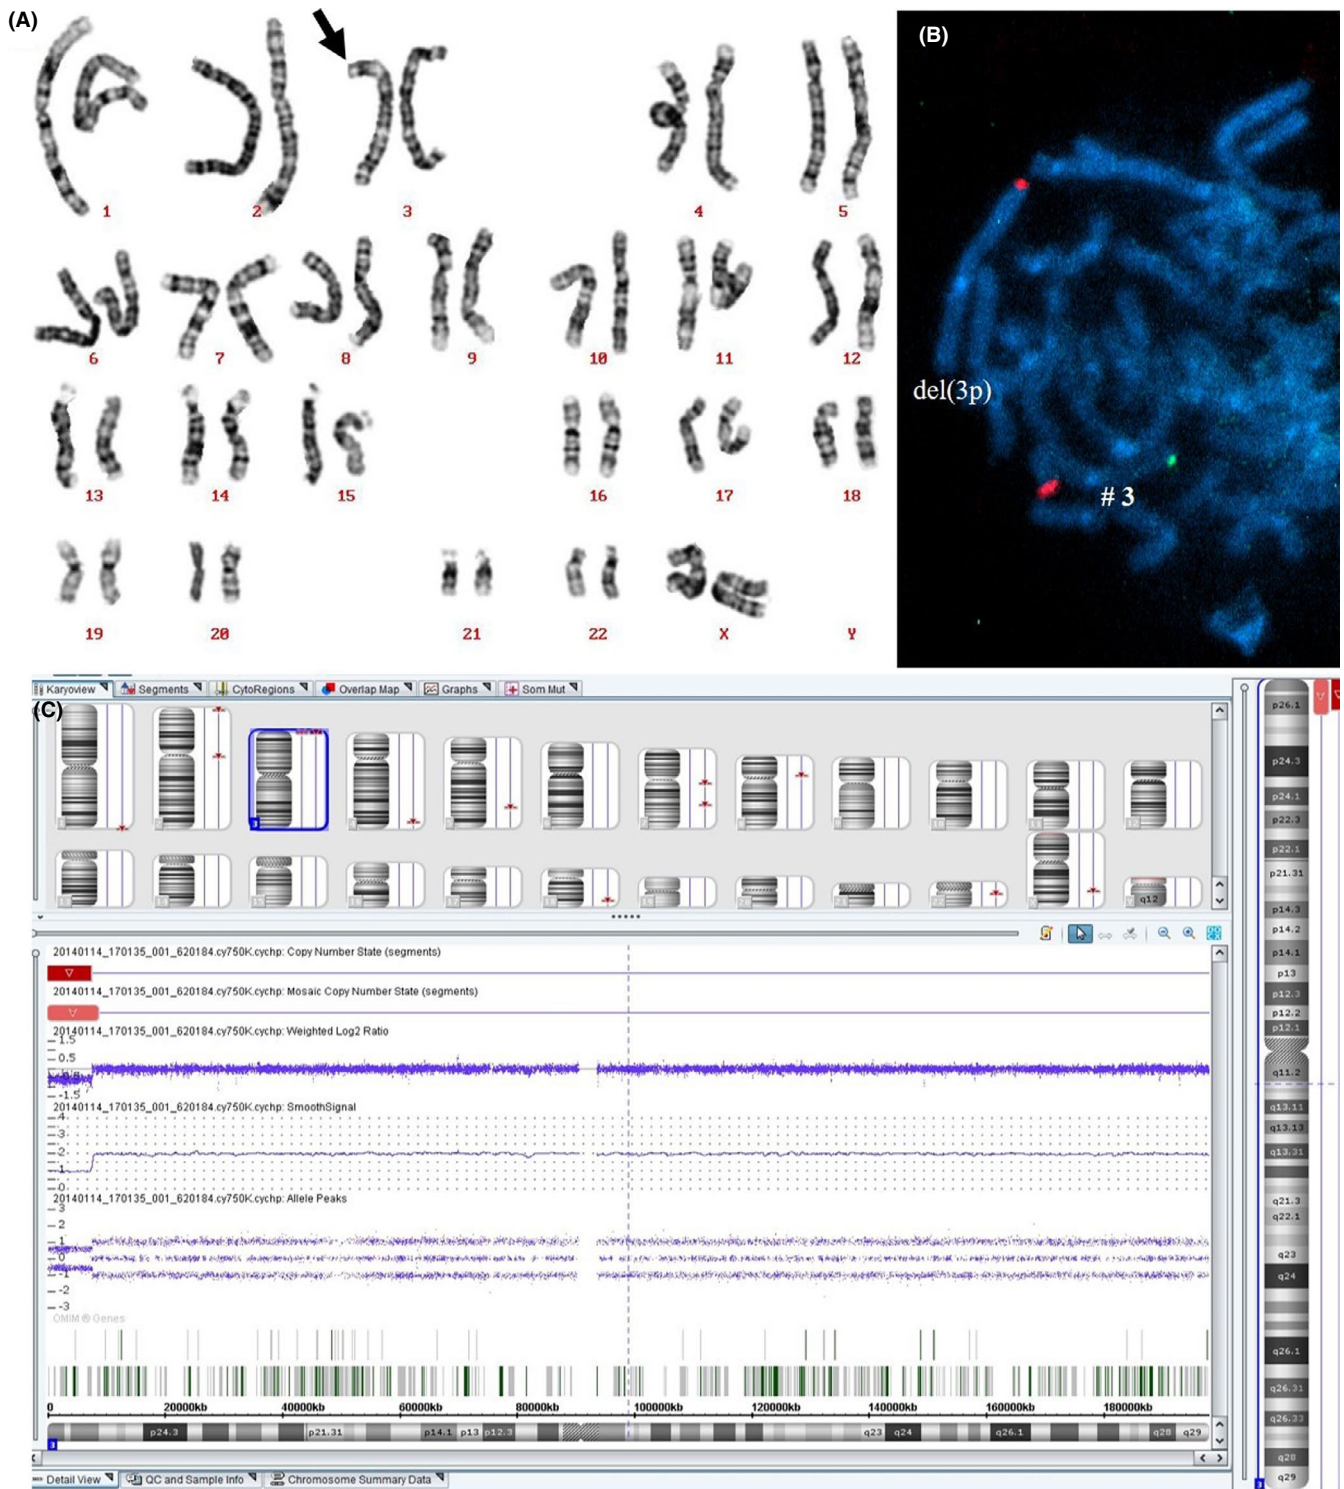 (A)
1 2 3 4 5
6 7 8 9 10 11 12
13 14 15 16 17 18
19 20 21 22 X Y
(B)
del(3p)
# 3
(C)
Karyoview Segments CytoRegions Overlap Map Graphs Som Mut
q12
20140114_170135_001_620184.cy750K.cychp: Copy Number State (segments)
20140114_170135_001_620184.cy750K.cychp: Mosaic Copy Number State (segments)
20140114_170135_001_620184.cy750K.cychp: Weighted Log2 Ratio
1.5
0.5
-0.5
-1.5
20140114_170135_001_620184.cy750K.cychp: SmoothSignal
4
3
2
1
0
20140114_170135_001_620184.cy750K.cychp: Allele Peaks
3
2
1
0
-1
-2
-3
OMIM ® Genes
0 20000kb 40000kb 60000kb 80000kb 100000kb 120000kb 140000kb 160000kb 180000kb
p24.3 p21.31 p14.1 p13 p12.3 q23 q24 q26.1 q28 q29
3
Detail View QC and Sample Info Chromosome Summary Data
p26.1
p24.3
p24.1
p22.3
p22.1
p21.31
p14.3
p14.2
p14.1
p13
p12.3
p12.2
p12.1
q11.2
q13.11
q13.13
q13.31
q21.3
q22.1
q23
q24
q26.1
q26.31
q26.33
q28
q29
3